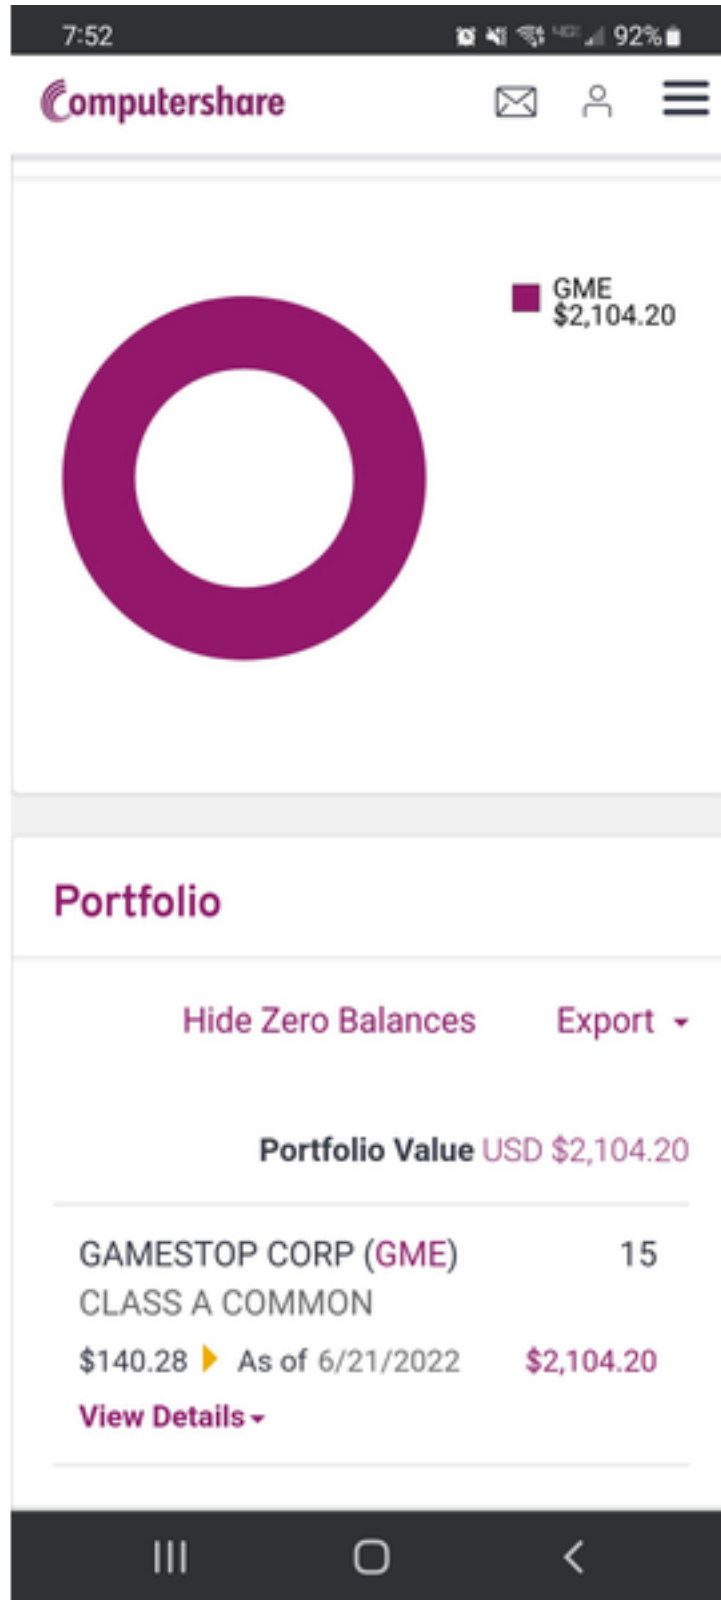 7:52 92%
Computershare
GME
$2,104.20
Portfolio
Hide Zero Balances Export
Portfolio Value USD $2,104.20
GAMESTOP CORP (GME) 15
CLASS A COMMON
$140.28 As of 6/21/2022 $2,104.20
View Details